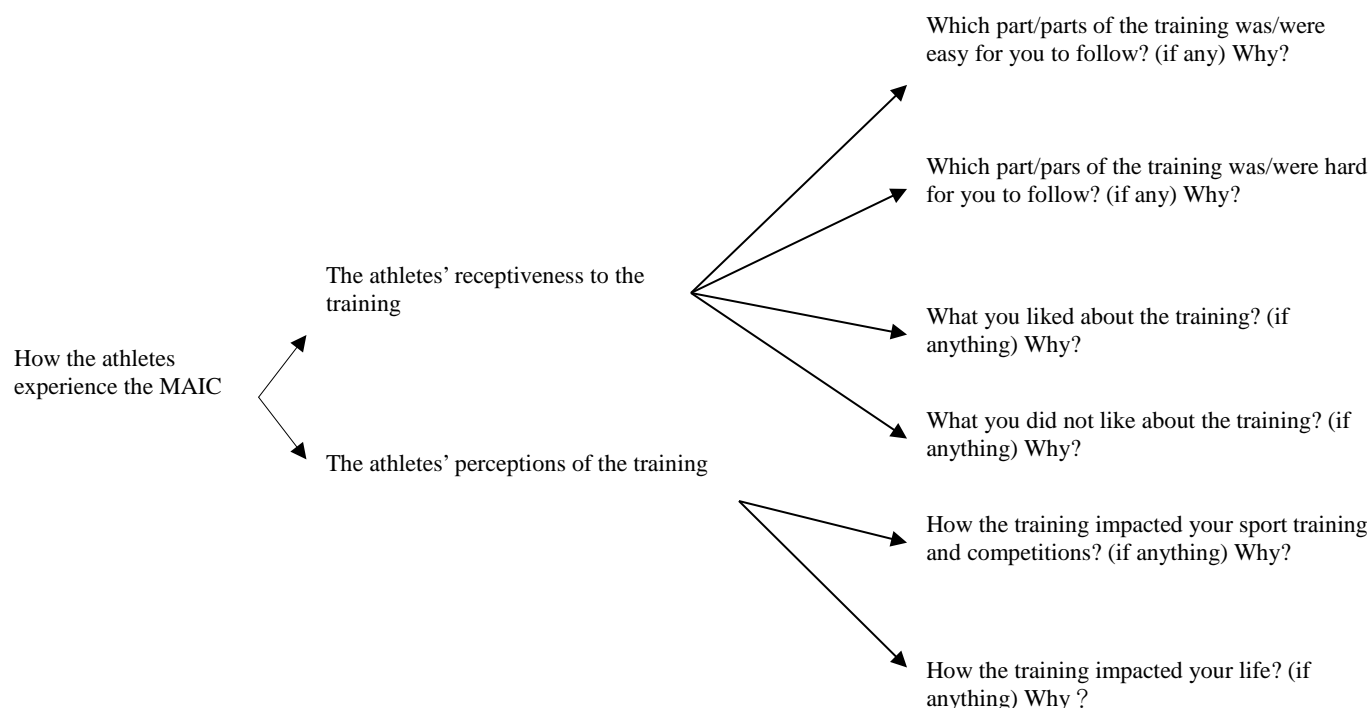 Which part/parts of the training was/were
easy for you to follow? (if any) Why?
Which part/pars of the training was/were hard
for you to follow? (if any) Why?
The athletes’ receptiveness to the
training
What you liked about the training? (if
anything) Why?
How the athletes
experience the MAIC
What you did not like about the training? (if
anything) Why?
The athletes’ perceptions of the training
How the training impacted your sport training
and competitions? (if anything) Why?
How the training impacted your life? (if
anything) Why？